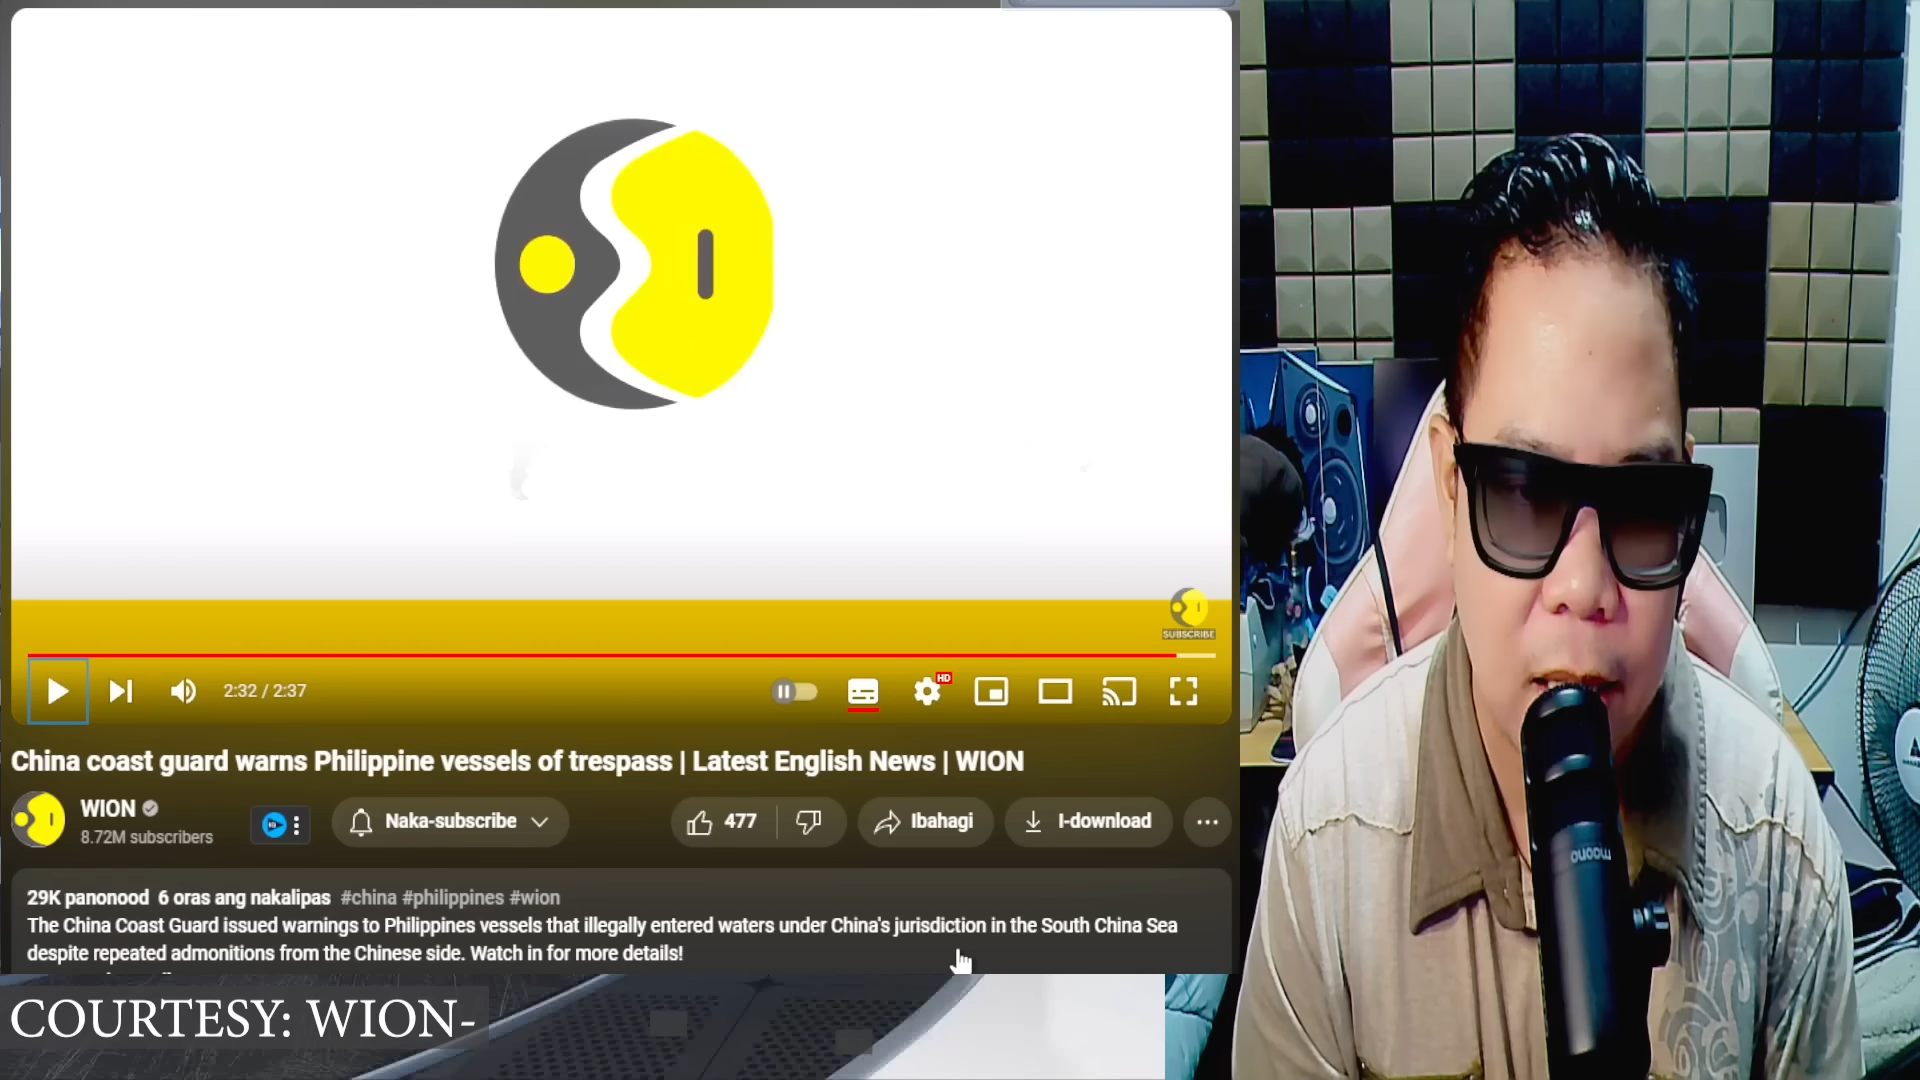 SUBSCRIBE
HD
2:32 / 2:37
China coast guard warns Philippine vessels of trespass | Latest English News | WION
WION
8.72M subscribers
Naka-subscribe
477
Ibahagi
I-download
29K panonood 6 oras ang nakalipas #china #philippines #wion
The China Coast Guard issued warnings to Philippines vessels that illegally entered waters under China's jurisdiction in the South China Sea
despite repeated admonitions from the Chinese side. Watch in for more details!
COURTESY: WION-
maono